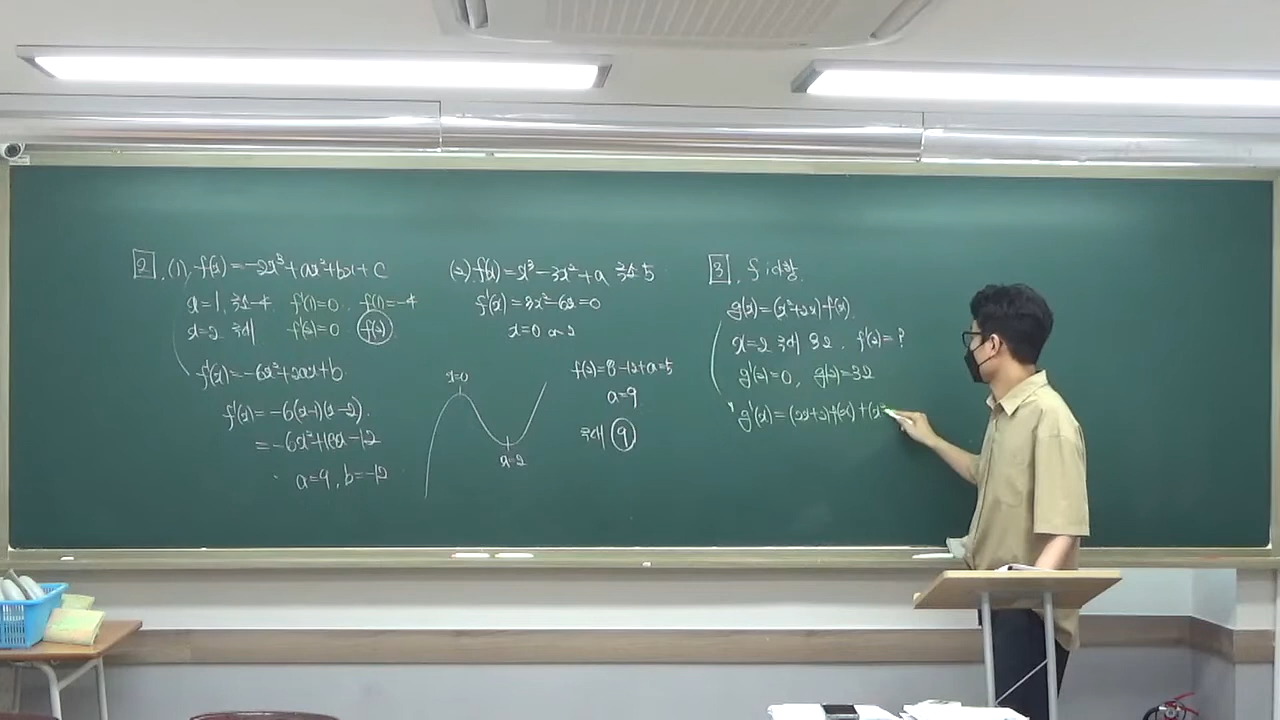 2. (1) f(x)=-2x³+ax²+bx+c
x=1, 극소-4 f'(1)=0 f(1)=-4
x=2 극대 f'(2)=0 f(2)
f'(x)=-6x²+2ax+b
f'(x)=-6(x-1)(x-2).
=-6x²+18x-12
∴ a=9, b=-12
(2) f(x)=x³-3x²+a 극소 5
f'(x)=3x²-6x=0
x=0 or 2
x=0
x=2
f(2)=8-12+a=5
a=9
극대 9
3. f 다항
g(x)=(x²+2x)f(x)
x=2 극대 32. f'(2)=?
g'(2)=0, g(2)=32
g'(x)=(2x+2)f(x)+(x²